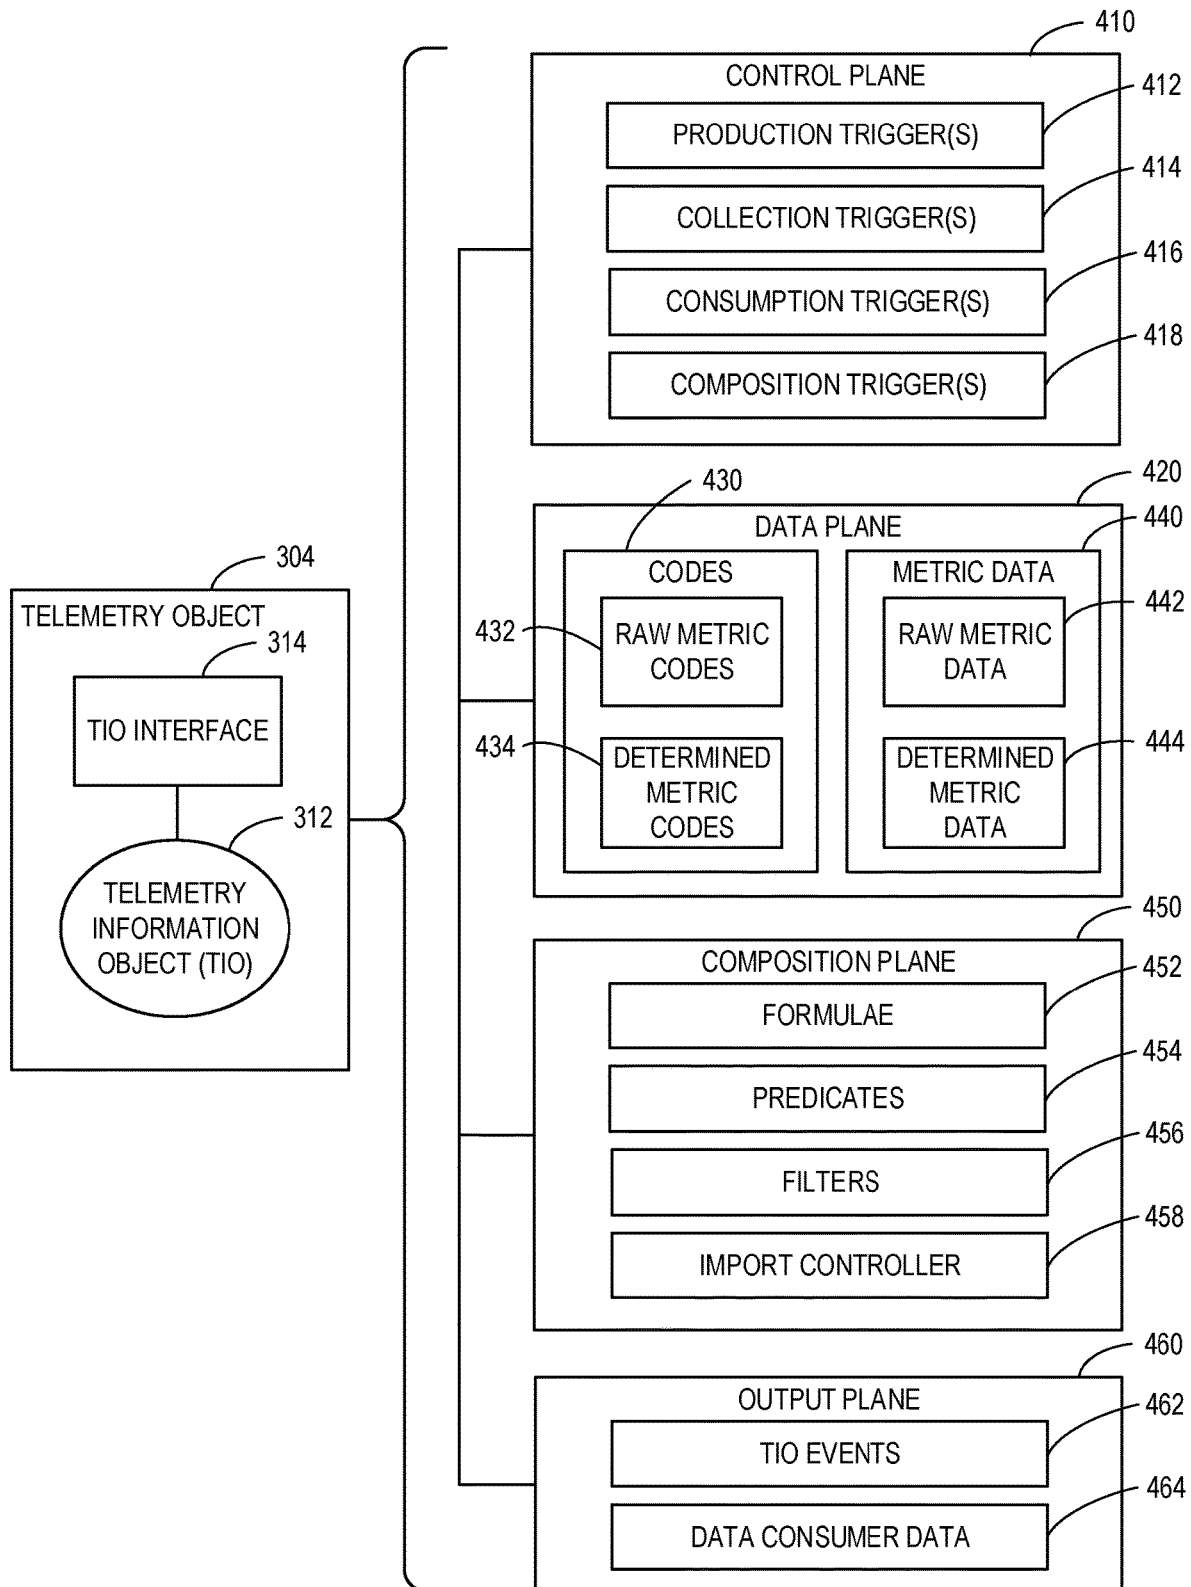 304
TELEMETRY OBJECT
314
TIO INTERFACE
312
TELEMETRY
INFORMATION
OBJECT (TIO)
410
CONTROL PLANE
412
PRODUCTION TRIGGER(S)
414
COLLECTION TRIGGER(S)
416
CONSUMPTION TRIGGER(S)
418
COMPOSITION TRIGGER(S)
420
DATA PLANE
430
CODES
432
RAW METRIC
CODES
434
DETERMINED
METRIC
CODES
440
METRIC DATA
442
RAW METRIC
DATA
444
DETERMINED
METRIC
DATA
450
COMPOSITION PLANE
452
FORMULAE
454
PREDICATES
456
FILTERS
458
IMPORT CONTROLLER
460
OUTPUT PLANE
462
TIO EVENTS
464
DATA CONSUMER DATA